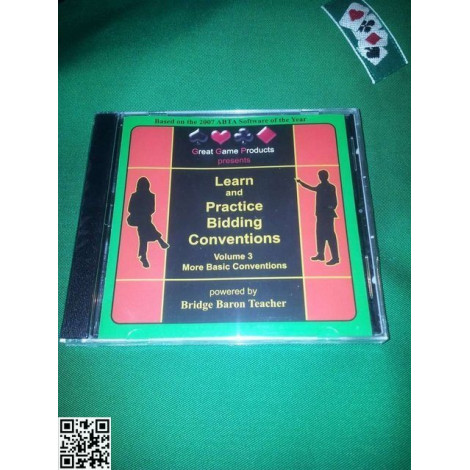 Based on the 2007 ABTA Software of the Year
Great Game Products
presents
Learn
and
Practice
Bidding
Conventions
Volume 3
More Basic Conventions
powered by
Bridge Baron Teacher